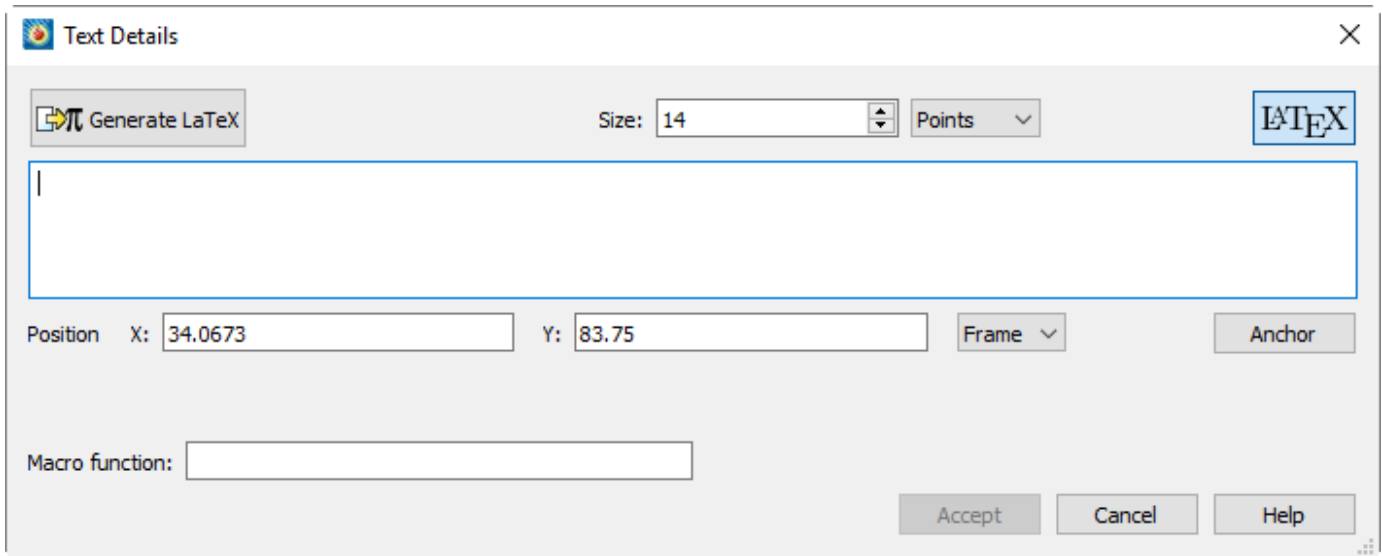 Text Details
Generate LaTeX Size: 14 Points LATEX
Position X: 34.0673 Y: 83.75 Frame Anchor
Macro function:
Accept Cancel Help